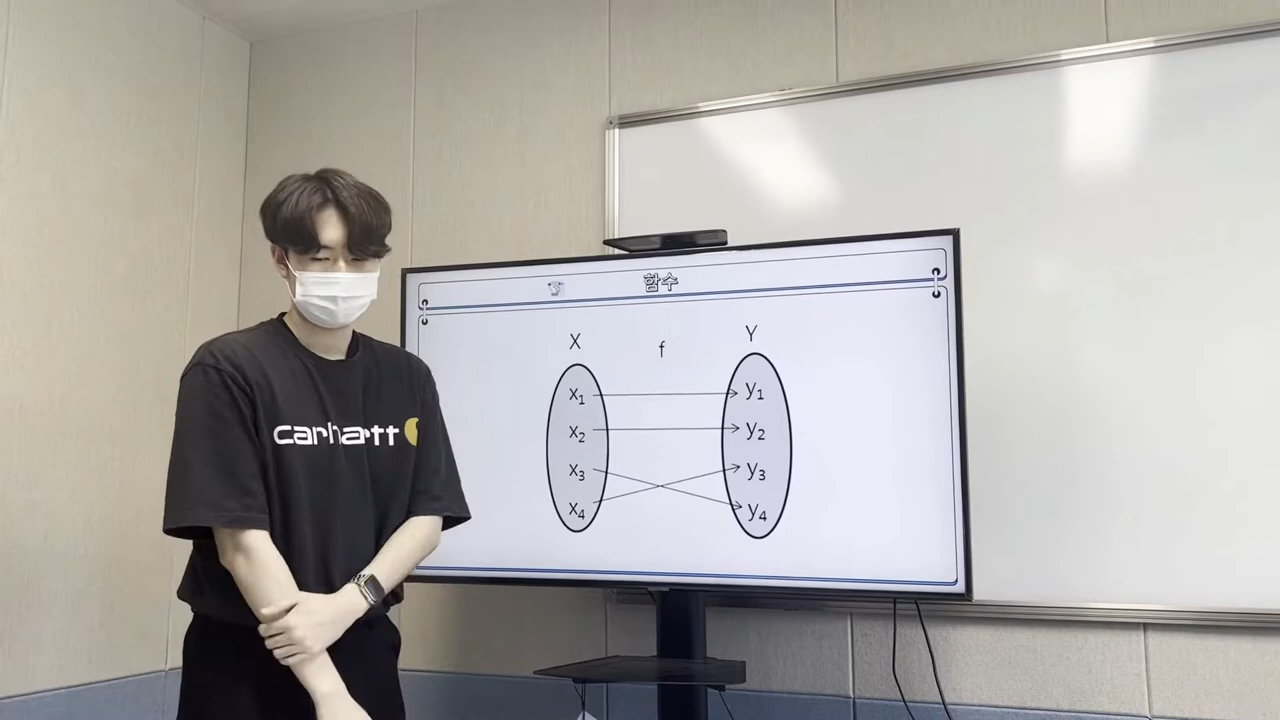 함수
X f Y
x₁ y₁
x₂ y₂
x₃ y₃
x₄ y₄
carhartt